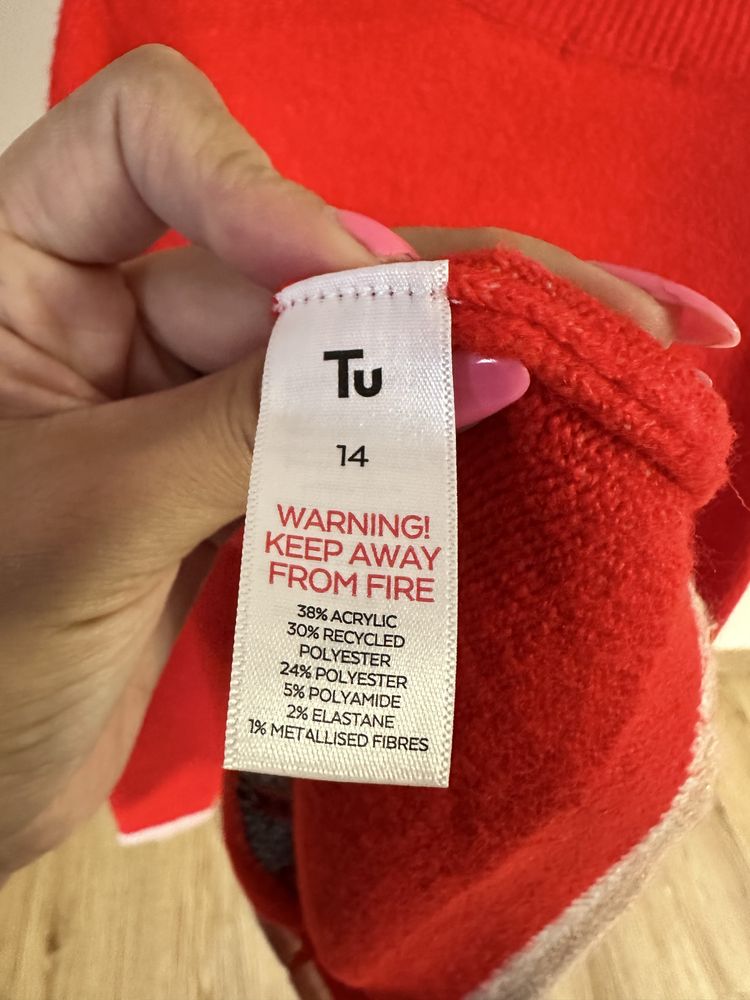 Tu
14
WARNING!
KEEP AWAY
FROM FIRE
38% ACRYLIC
30% RECYCLED
POLYESTER
24% POLYESTER
5% POLYAMIDE
2% ELASTANE
1% METALLISED FIBRES